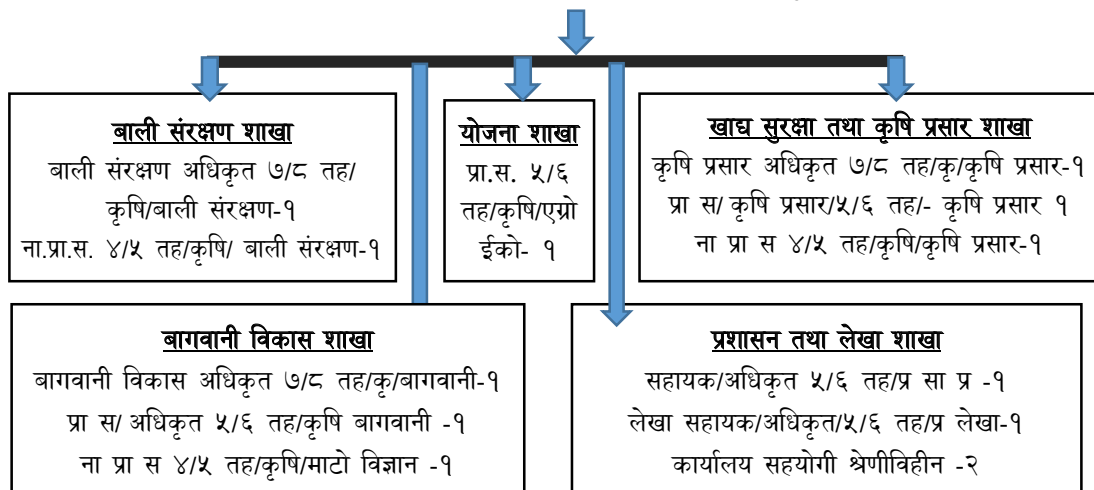 बाली संरक्षण शाखा
बाली संरक्षण अधिकृत ७/८ तह/
कृषि/बाली संरक्षण-१
ना.प्रा.स. ४/५ तह/कृषि/ बाली संरक्षण-१
योजना शाखा
प्रा.स. ५/६
तह/कृषि/एग्रो
ईको- १
खाद्य सुरक्षा तथा कृषि प्रसार शाखा
कृषि प्रसार अधिकृत ७/८ तह/कृ/कृषि प्रसार-१
प्रा स/ कृषि प्रसार/५/६ तह/- कृषि प्रसार १
ना प्रा स ४/५ तह/कृषि/कृषि प्रसार-१
बागवानी विकास शाखा
बागवानी विकास अधिकृत ७/८ तह/कृ/बागवानी-१
प्रा स/ अधिकृत ५/६ तह/कृषि बागवानी -१
ना प्रा स ४/५ तह/कृषि/माटो विज्ञान -१
प्रशासन तथा लेखा शाखा
सहायक/अधिकृत ५/६ तह/प्र सा प्र -१
लेखा सहायक/अधिकृत/५/६ तह/प्र लेखा-१
कार्यालय सहयोगी श्रेणीविहीन -२